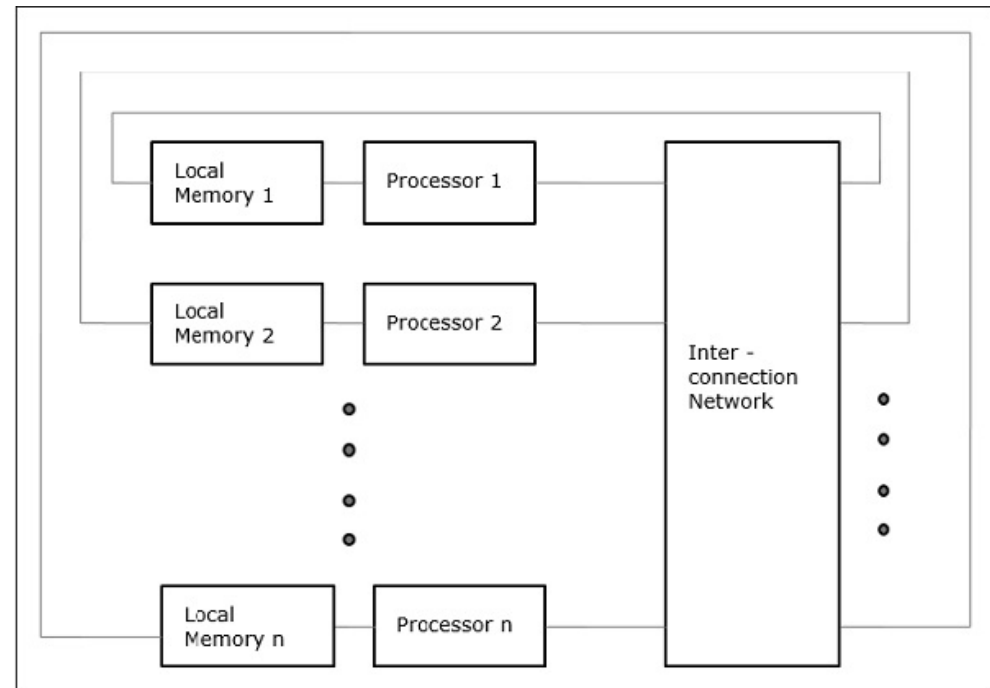 Local
Memory 1
Processor 1
Local
Memory 2
Processor 2
Inter -
connection
Network
Local
Memory n
Processor n